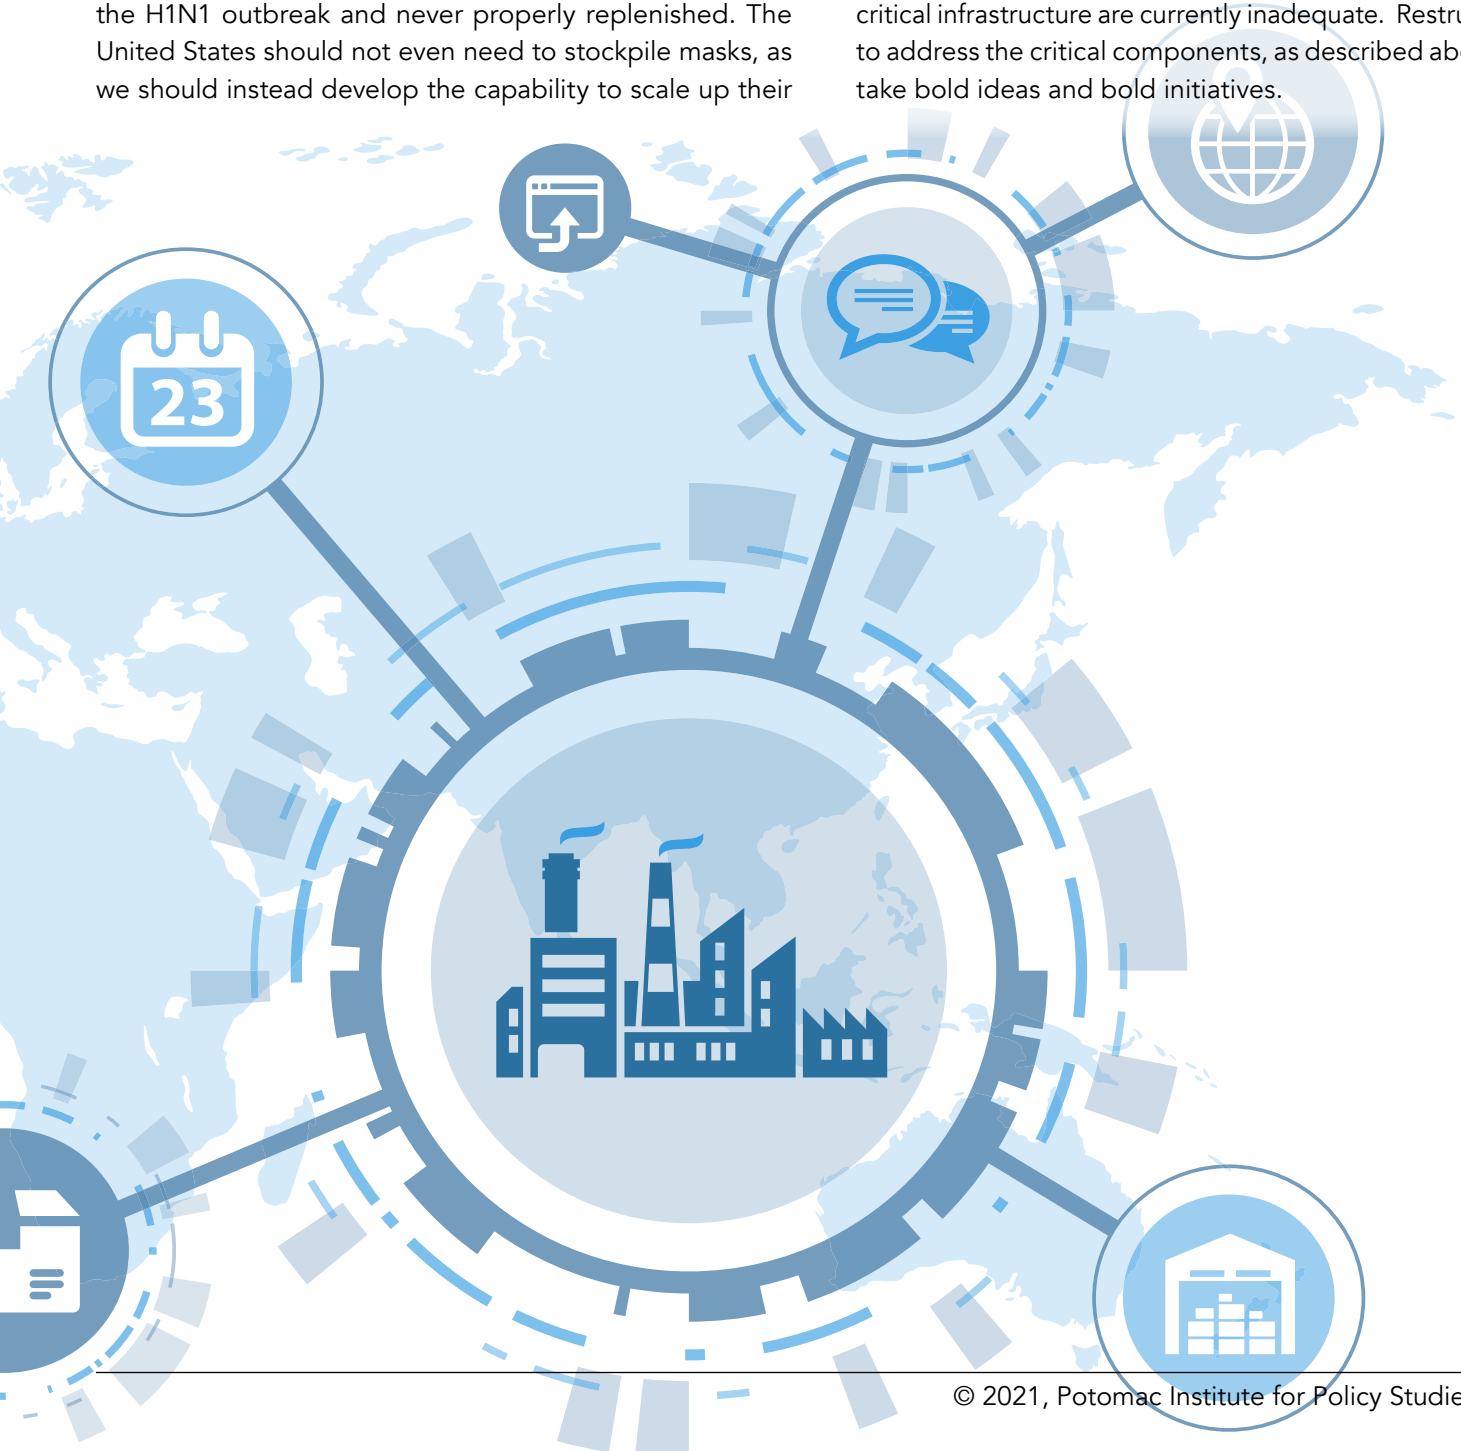 the H1N1 outbreak and never properly replenished. The
United States should not even need to stockpile masks, as
we should instead develop the capability to scale up their
critical infrastructure are currently inadequate. Restru
to address the critical components, as described abo
take bold ideas and bold initiatives.
23
© 2021, Potomac Institute for Policy Studie